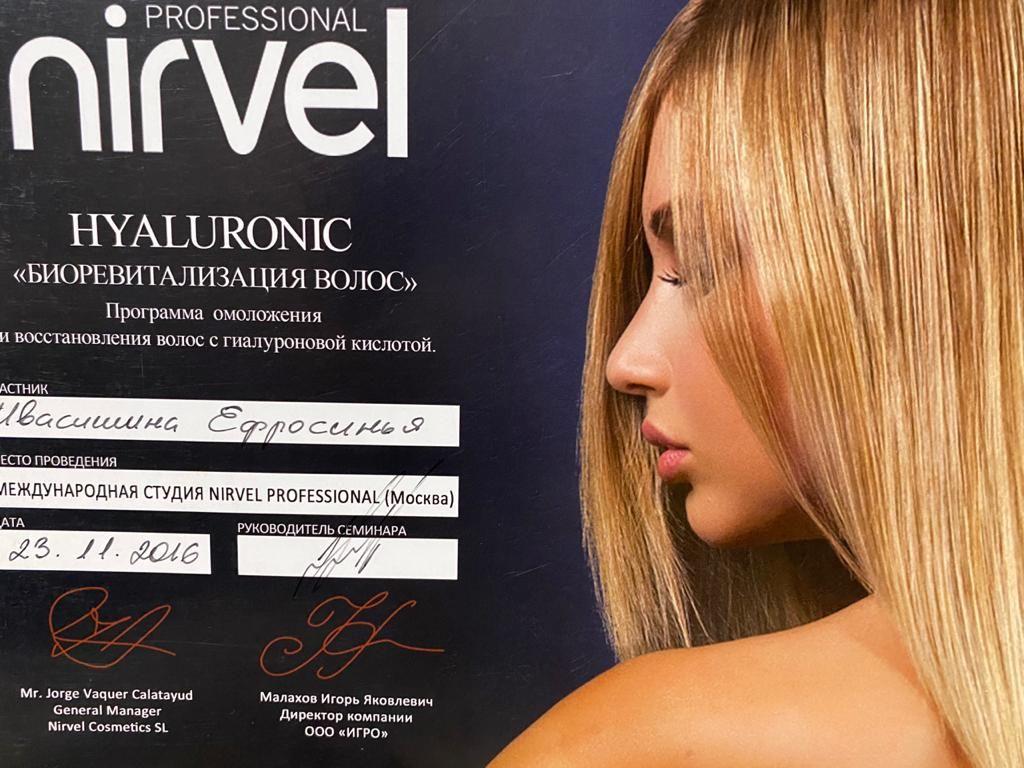 PROFESSIONAL
nirvel
HYALURONIC
«БИОРЕВИТАЛИЗАЦИЯ ВОЛОС»
Программа омоложения
и восстановления волос с гиалуроновой кислотой.
АСТНИК
Ивасишина Ефросинья
ЕСТО ПРОВЕДЕНИЯ
МЕЖДУНАРОДНАЯ СТУДИЯ NIRVEL PROFESSIONAL (Москва)
АТА
РУКОВОДИТЕЛЬ СЕМИНАРА
23. 11. 2016
Mr. Jorge Vaquer Calatayud
General Manager
Nirvel Cosmetics SL
Малахов Игорь Яковлевич
Директор компании
ООО «ИГРО»